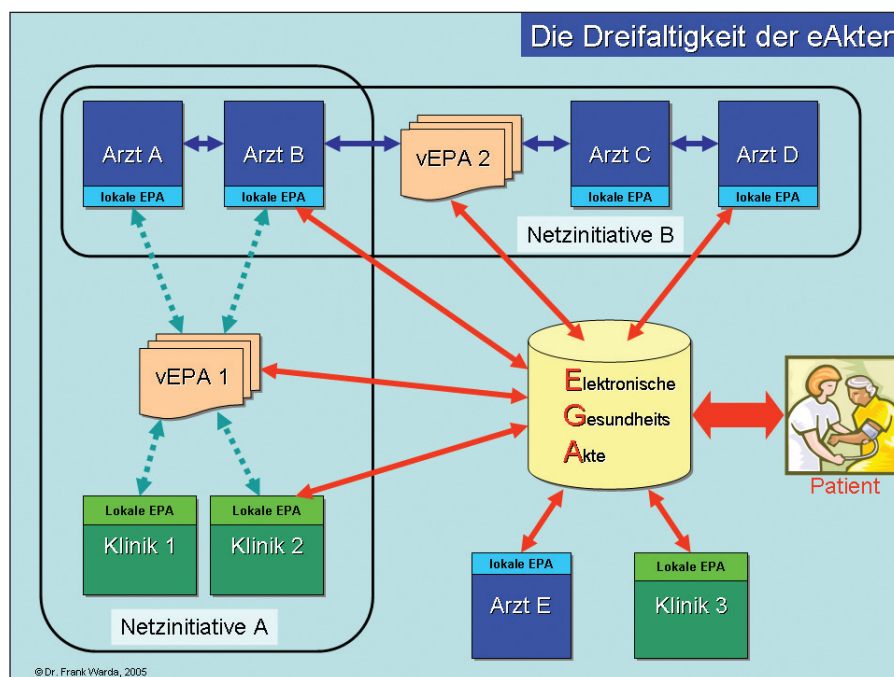 Die Dreifaltigkeit der eAkten
Arzt A
lokale EPA
Arzt B
lokale EPA
vEPA 2
Arzt C
lokale EPA
Arzt D
lokale EPA
Netzinitiative B
vEPA 1
Elektronische
Gesundheits
Akte
Patient
Lokale EPA
Klinik 1
Lokale EPA
Klinik 2
Netzinitiative A
lokale EPA
Arzt E
Lokale EPA
Klinik 3
© Dr. Frank Warda, 2005